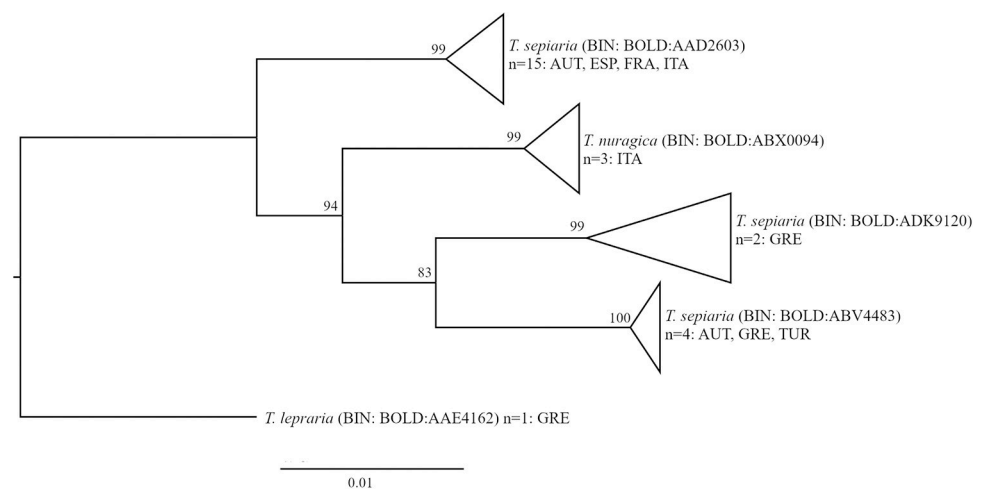 99
T. sepiaria (BIN: BOLD:AAD2603)
n=15: AUT, ESP, FRA, ITA
99
T. nuragica (BIN: BOLD:ABX0094)
n=3: ITA
94
99
T. sepiaria (BIN: BOLD:ADK9120)
n=2: GRE
83
100
T. sepiaria (BIN: BOLD:ABV4483)
n=4: AUT, GRE, TUR
T. lepraria (BIN: BOLD:AAE4162) n=1: GRE
0.01